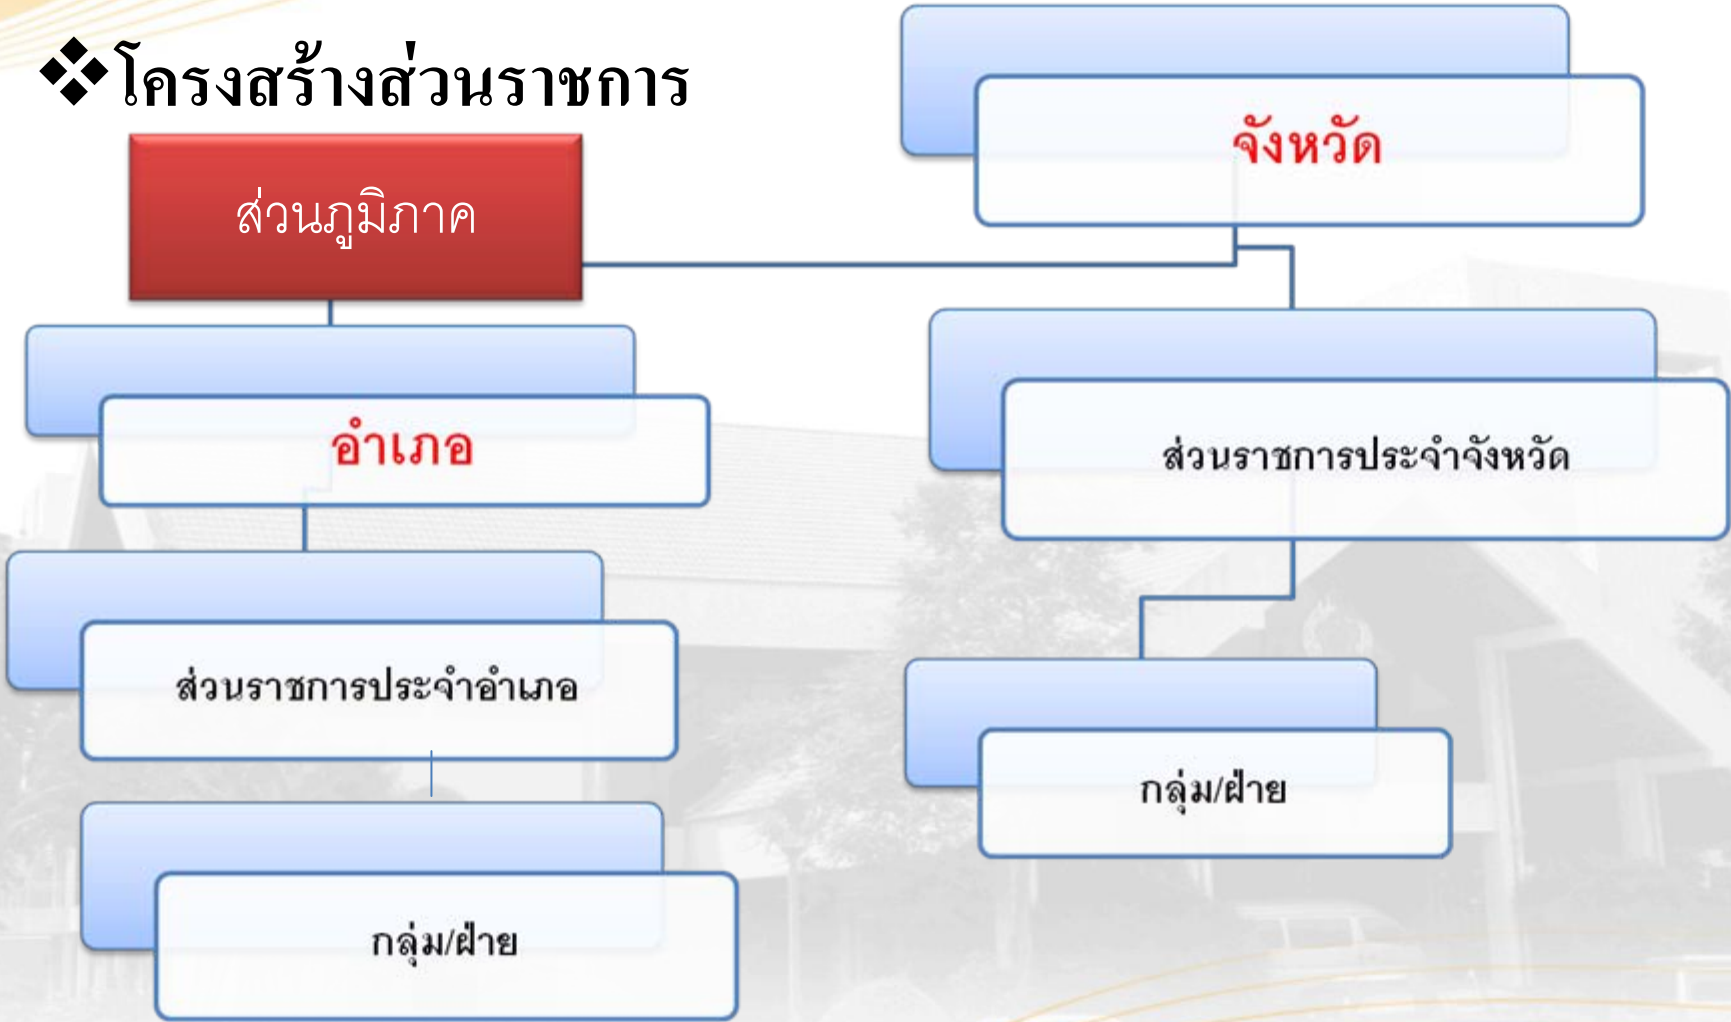 ❖โครงสร้างส่วนราชการ
ส่วนภูมิภาค
จังหวัด
อำเภอ
ส่วนราชการประจำจังหวัด
ส่วนราชการประจำอำเภอ
กลุ่ม/ฝ่าย
กลุ่ม/ฝ่าย